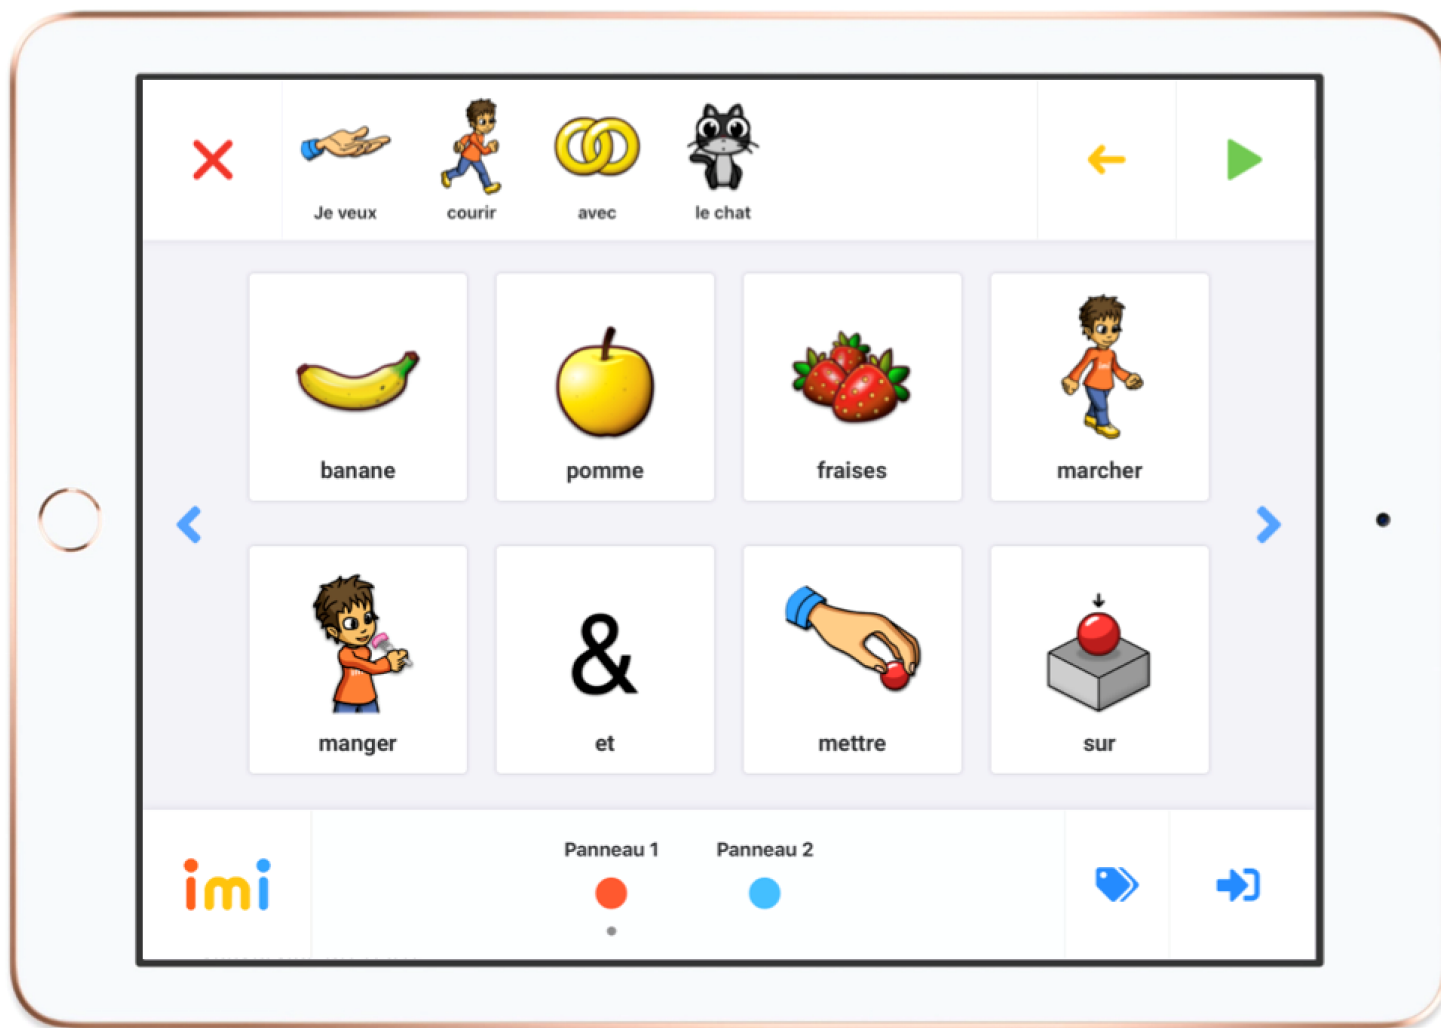 Je veux courir avec le chat
banane pomme fraises marcher
&
manger et mettre sur
Panneau 1 Panneau 2
imi